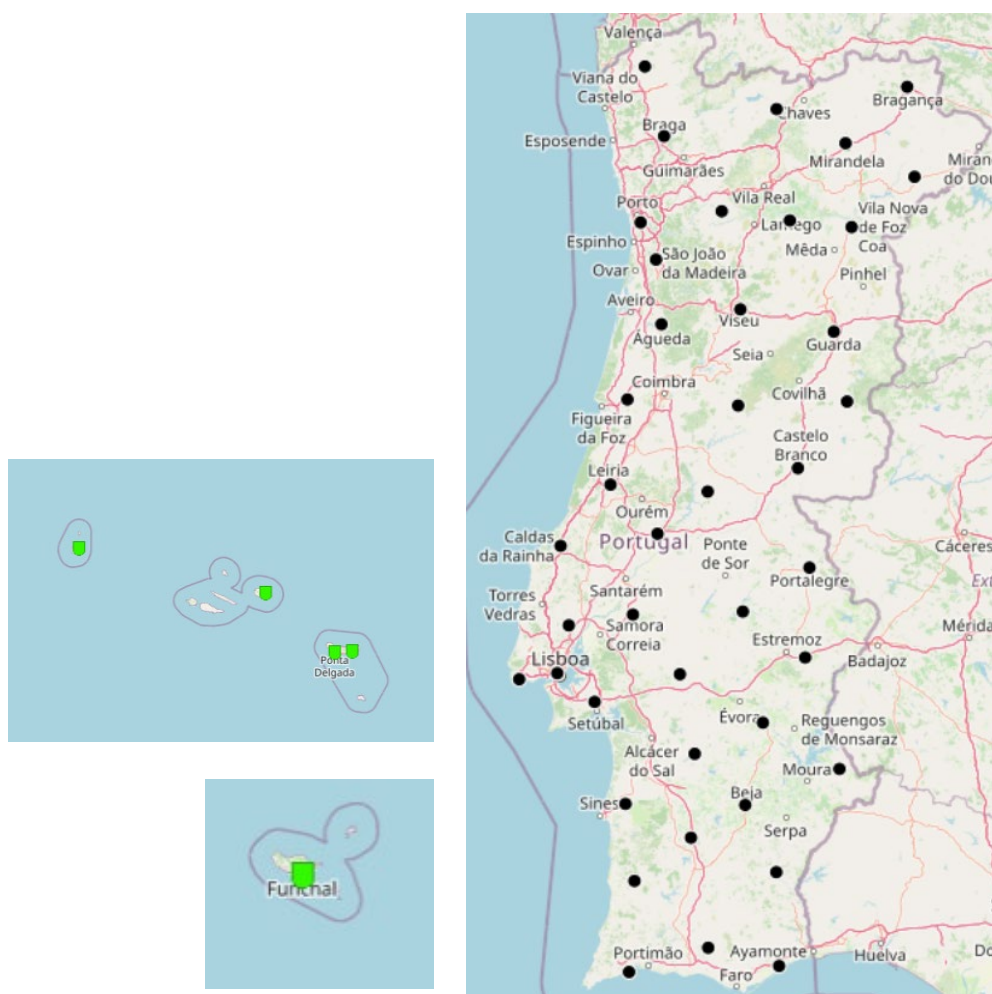 Valença
Viana do
Castelo
Chaves
Bragança
Braga
Esposende
Guimarães
Mirandela
Miran
do Dou
Porto
Vila Real
Vila Nova
de Foz
Coa
Lamego
Espinho
São João
da Madeira
Mêda
Ovar
Pinhel
Aveiro
Viseu
Águeda
Guarda
Seia
Coimbra
Covilhã
Figueira
da Foz
Castelo
Branco
Leiria
Ourém
Caldas
da Rainha
Portugal
Ponte
de Sor
Cáceres
Portalegre
Ext
Santarém
Torres
Vedras
Samora
Correia
Mérida
Estremoz
Lisboa
Badajoz
Setúbal
Évora
Reguengos
de Monsaraz
Alcácer
do Sal
Moura
Sines
Beja
Serpa
Portimão
Ayamonte
Huelva
Do
Faro
Ponta
Delgada
Funchal